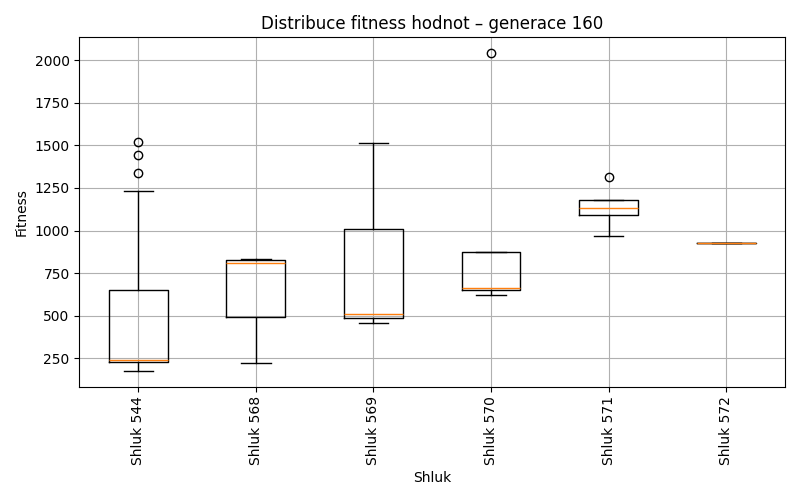 Distribuce fitness hodnot – generace 160
Fitness
2000
1750
1500
1250
1000
750
500
250
Shluk 544
Shluk 568
Shluk 569
Shluk 570
Shluk 571
Shluk 572
Shluk